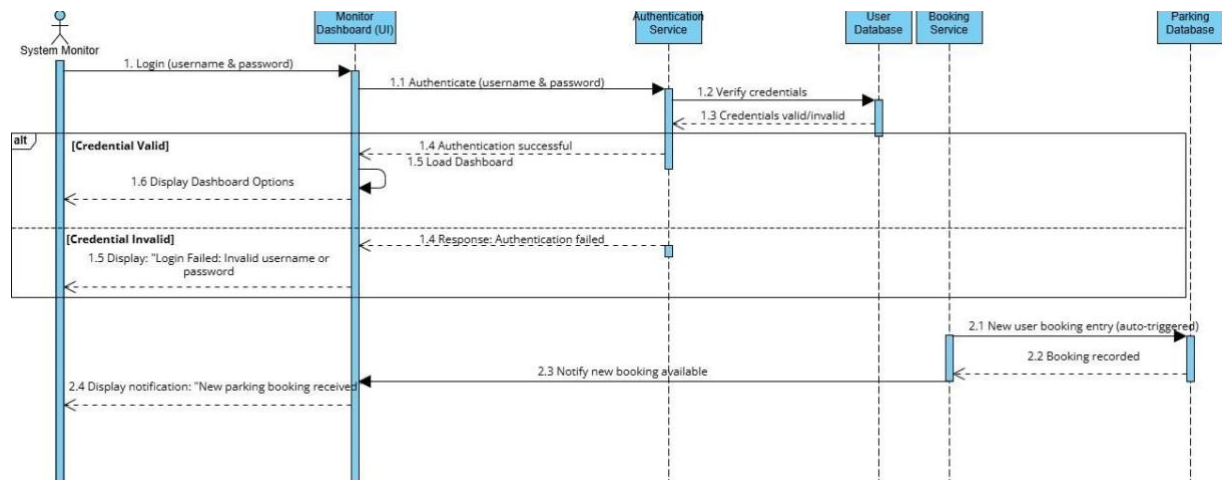 Monitor
Dashboard (UI)
Authentication
Service
User
Database
Booking
Service
Parking
Database
System Monitor
1. Login (username & password)
1.1 Authenticate (username & password)
1.2 Verify credentials
1.3 Credentials valid/invalid
alt
[Credential Valid]
1.4 Authentication successful
1.5 Load Dashboard
1.6 Display Dashboard Options
[Credential Invalid]
1.4 Response: Authentication failed
1.5 Display: "Login Failed: Invalid username or
password
2.1 New user booking entry (auto-triggered)
2.2 Booking recorded
2.3 Notify new booking available
2.4 Display notification: "New parking booking received